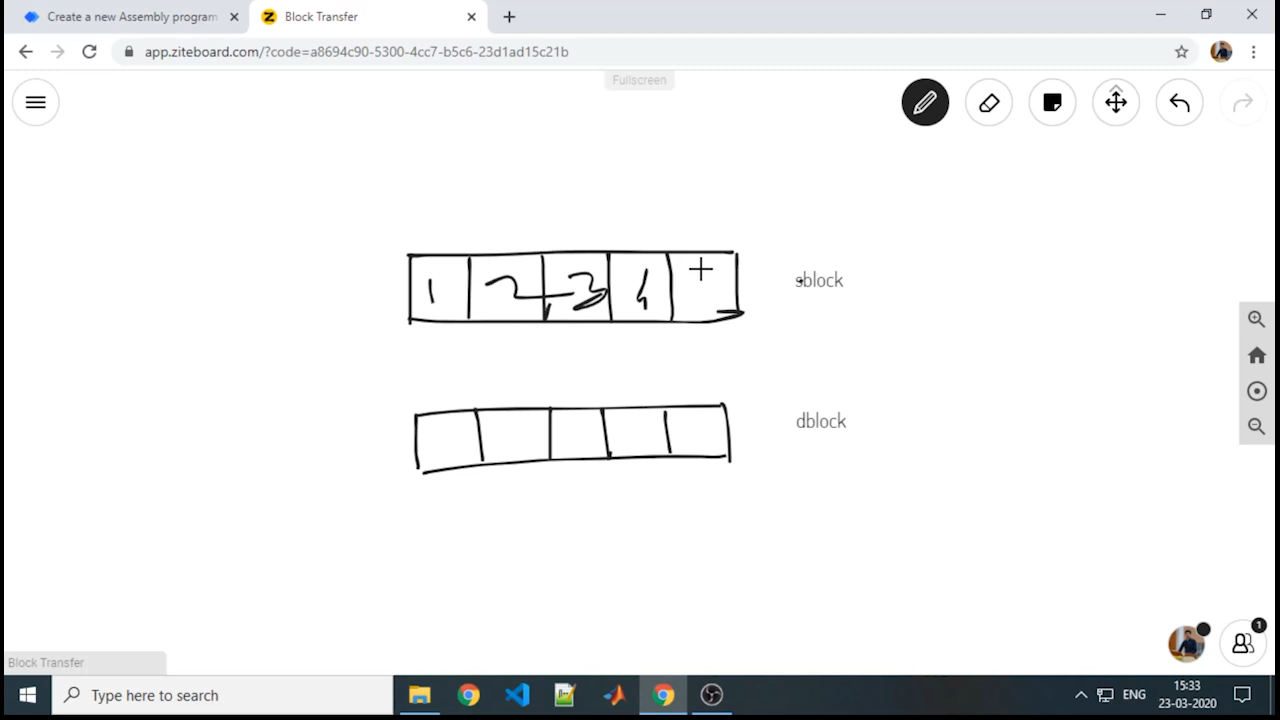 Create a new Assembly program
Block Transfer
app.ziteboard.com/?code=a8694c90-5300-4cc7-b5c6-23d1ad15c21b
Fullscreen
1 2 3 4
sblock
dblock
1
Block Transfer
Type here to search
ENG
15:33
23-03-2020